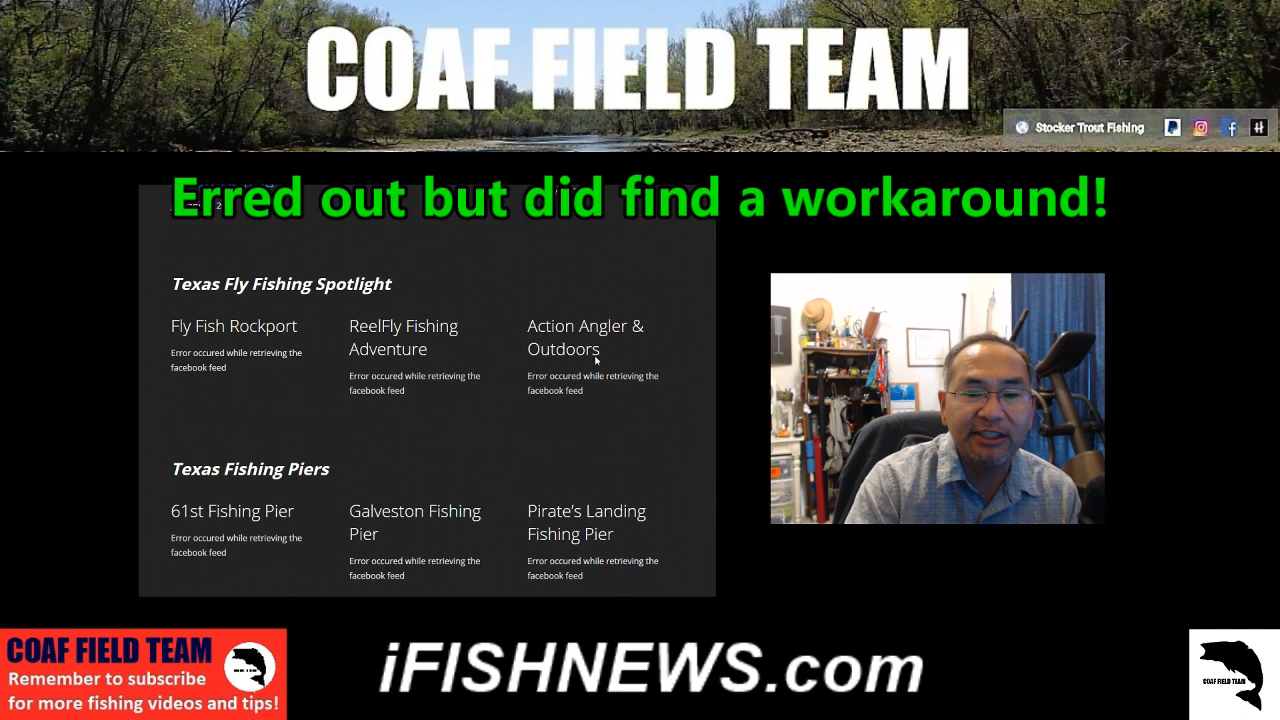 COAF FIELD TEAM
Stocker Trout Fishing
Erred out but did find a workaround!
Texas Fly Fishing Spotlight
Fly Fish Rockport
Error occured while retrieving the
facebook feed
ReelFly Fishing
Adventure
Error occured while retrieving the
facebook feed
Action Angler &
Outdoors
Error occured while retrieving the
facebook feed
Texas Fishing Piers
61st Fishing Pier
Error occured while retrieving the
facebook feed
Galveston Fishing
Pier
Error occured while retrieving the
facebook feed
Pirate's Landing
Fishing Pier
Error occured while retrieving the
facebook feed
COAF FIELD TEAM
Remember to subscribe
for more fishing videos and tips!
iFISHNEWS.com
COAF FIELD TEAM